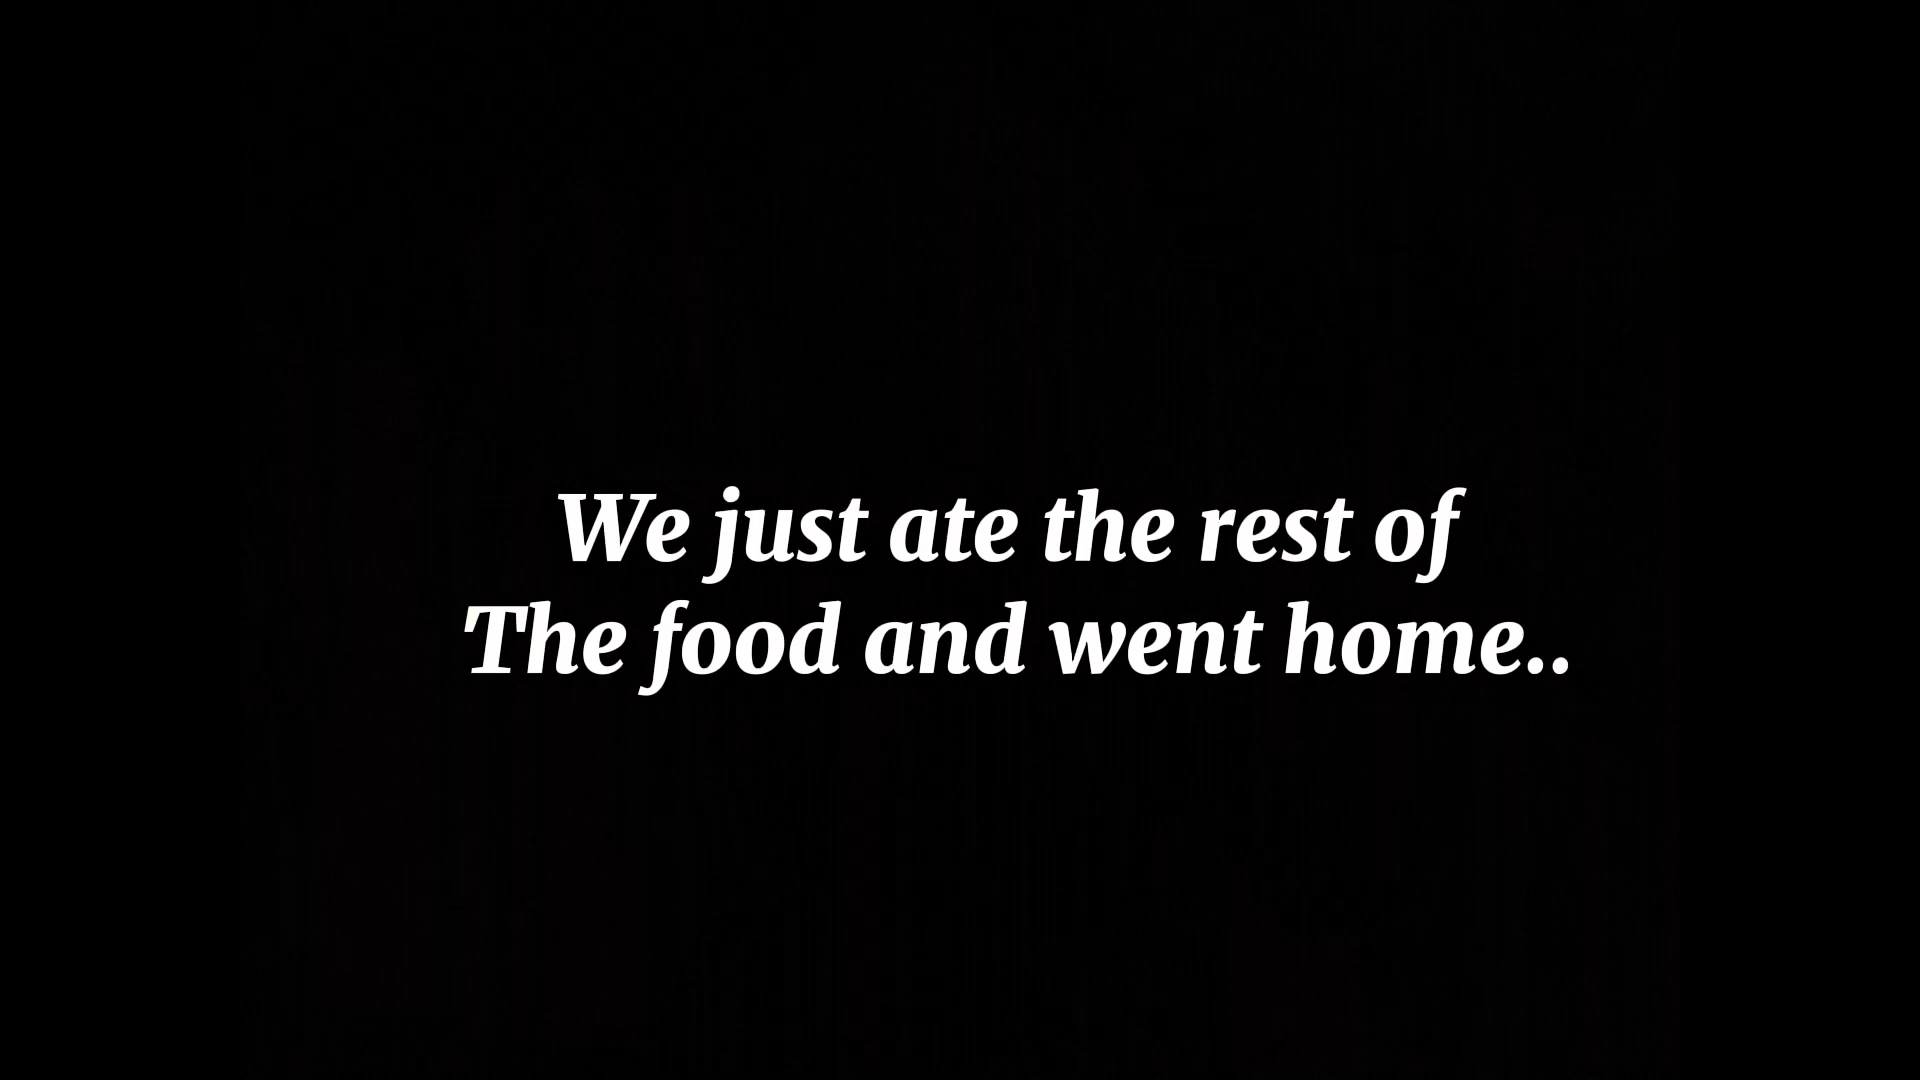 We just ate the rest of
The food and went home..